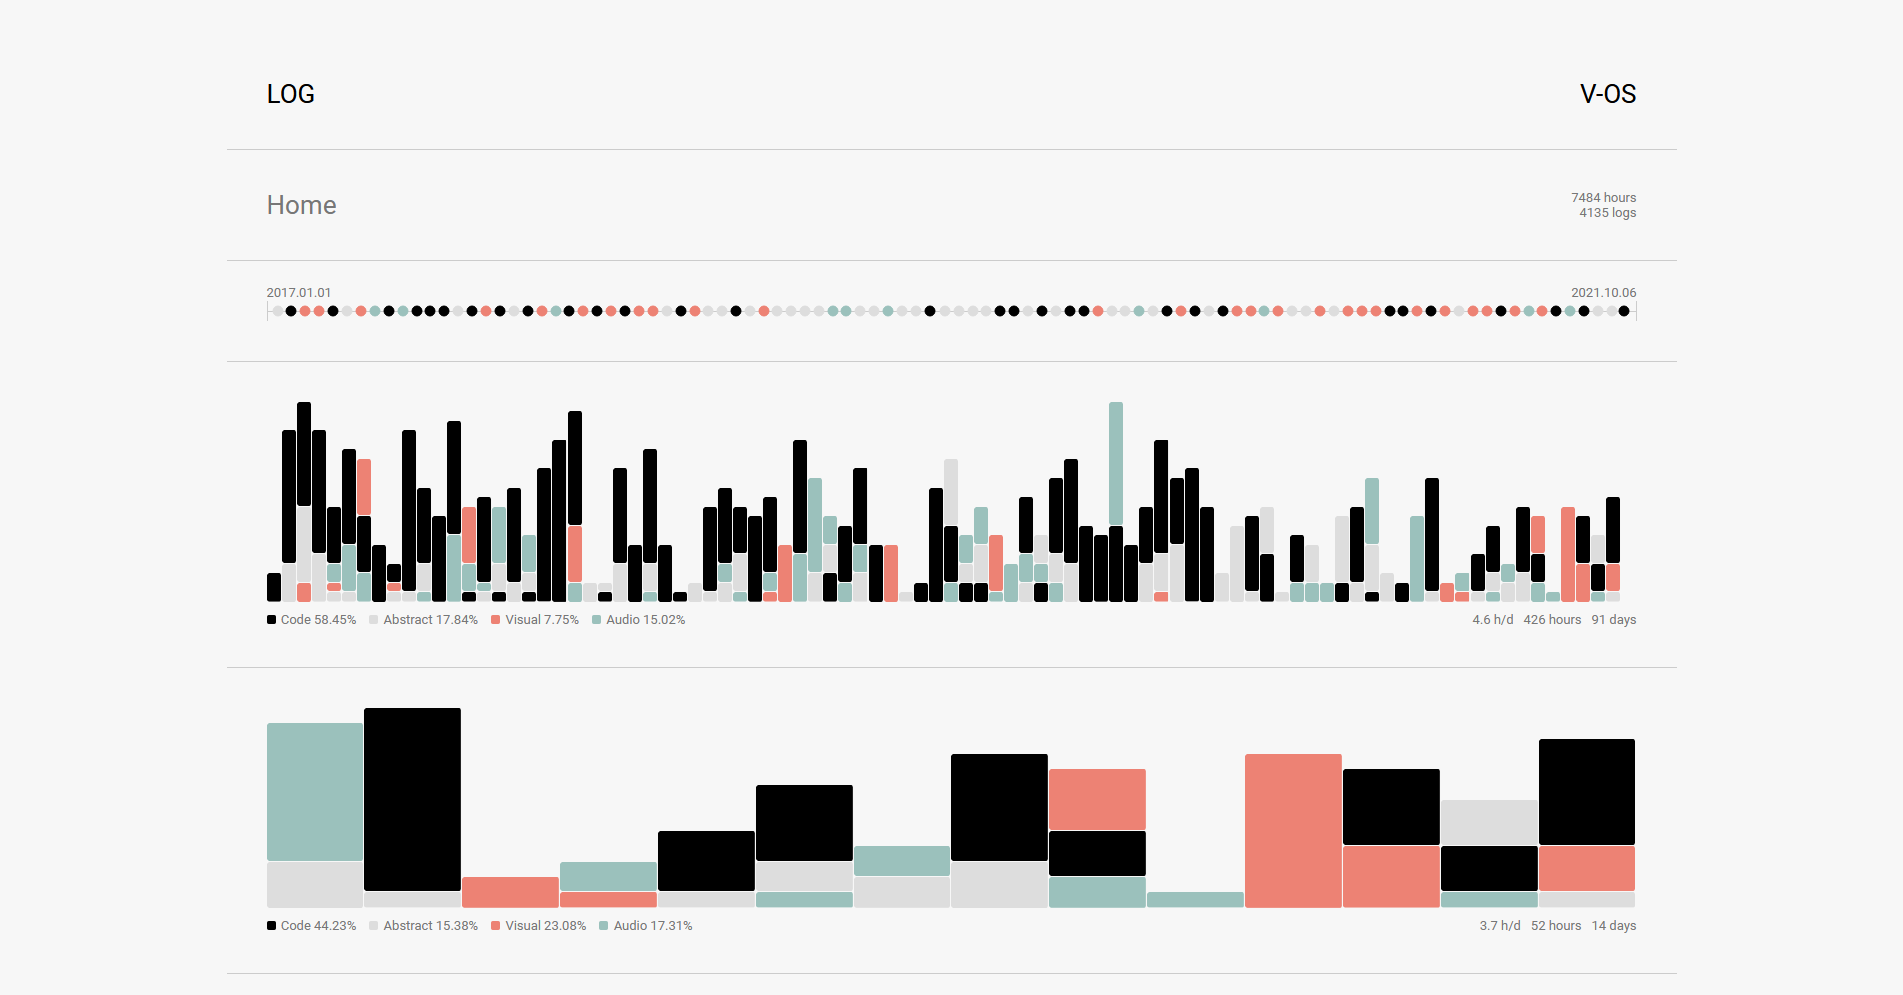 LOG
V-OS
Home
7484 hours
4135 logs
2017.01.01
2021.10.06
Code 58.45% Abstract 17.84% Visual 7.75% Audio 15.02%
4.6 h/d 426 hours 91 days
Code 44.23% Abstract 15.38% Visual 23.08% Audio 17.31%
3.7 h/d 52 hours 14 days